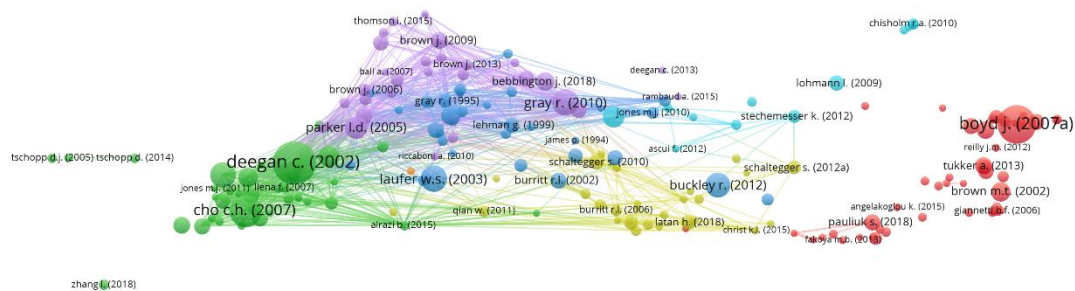 thomson i. (2015)
chisholm r.a. (2010)
brown j. (2009)
ball a. (2007)
brown j. (2013)
deegan c. (2013)
bebbington j. (2018)
lohmann l. (2009)
brown j. (2006)
gray r. (1995)
gray r. (2010)
rambaud a. (2015)
jones m.j. (2010)
stechemesser k. (2012)
boyd j. (2007a)
parker l.d. (2005)
lehman g. (1999)
james g. (1994)
reilly j.m. (2012)
ascui f. (2012)
tschopp d.j. (2005)
tschopp d. (2014)
deegan c. (2002)
riccaboni a. (2010)
schaltegger s. (2010)
schaltegger s. (2012a)
tukker a. (2013)
jones m.j. (2011)
llena f. (2007)
laufer w.s. (2003)
burritt r.l. (2002)
buckley r. (2012)
brown m.t. (2002)
cho c.h. (2007)
qian w. (2011)
burritt r.l. (2006)
angelakoglou k. (2015)
giannetti b.f. (2006)
alrazi b. (2015)
latan h. (2018)
christ k.l. (2015)
pauliuk s. (2018)
fakoya m.b. (2013)
zhang l. (2018)